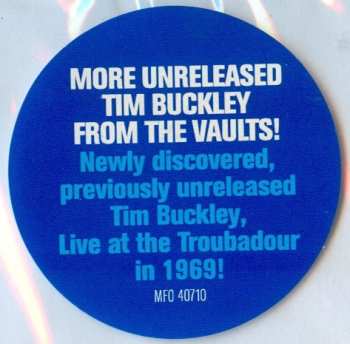 MORE UNRELEASED
TIM BUCKLEY
FROM THE VAULTS!
Newly discovered,
previously unreleased
Tim Buckley,
Live at the Troubadour
in 1969!
MFO 40710